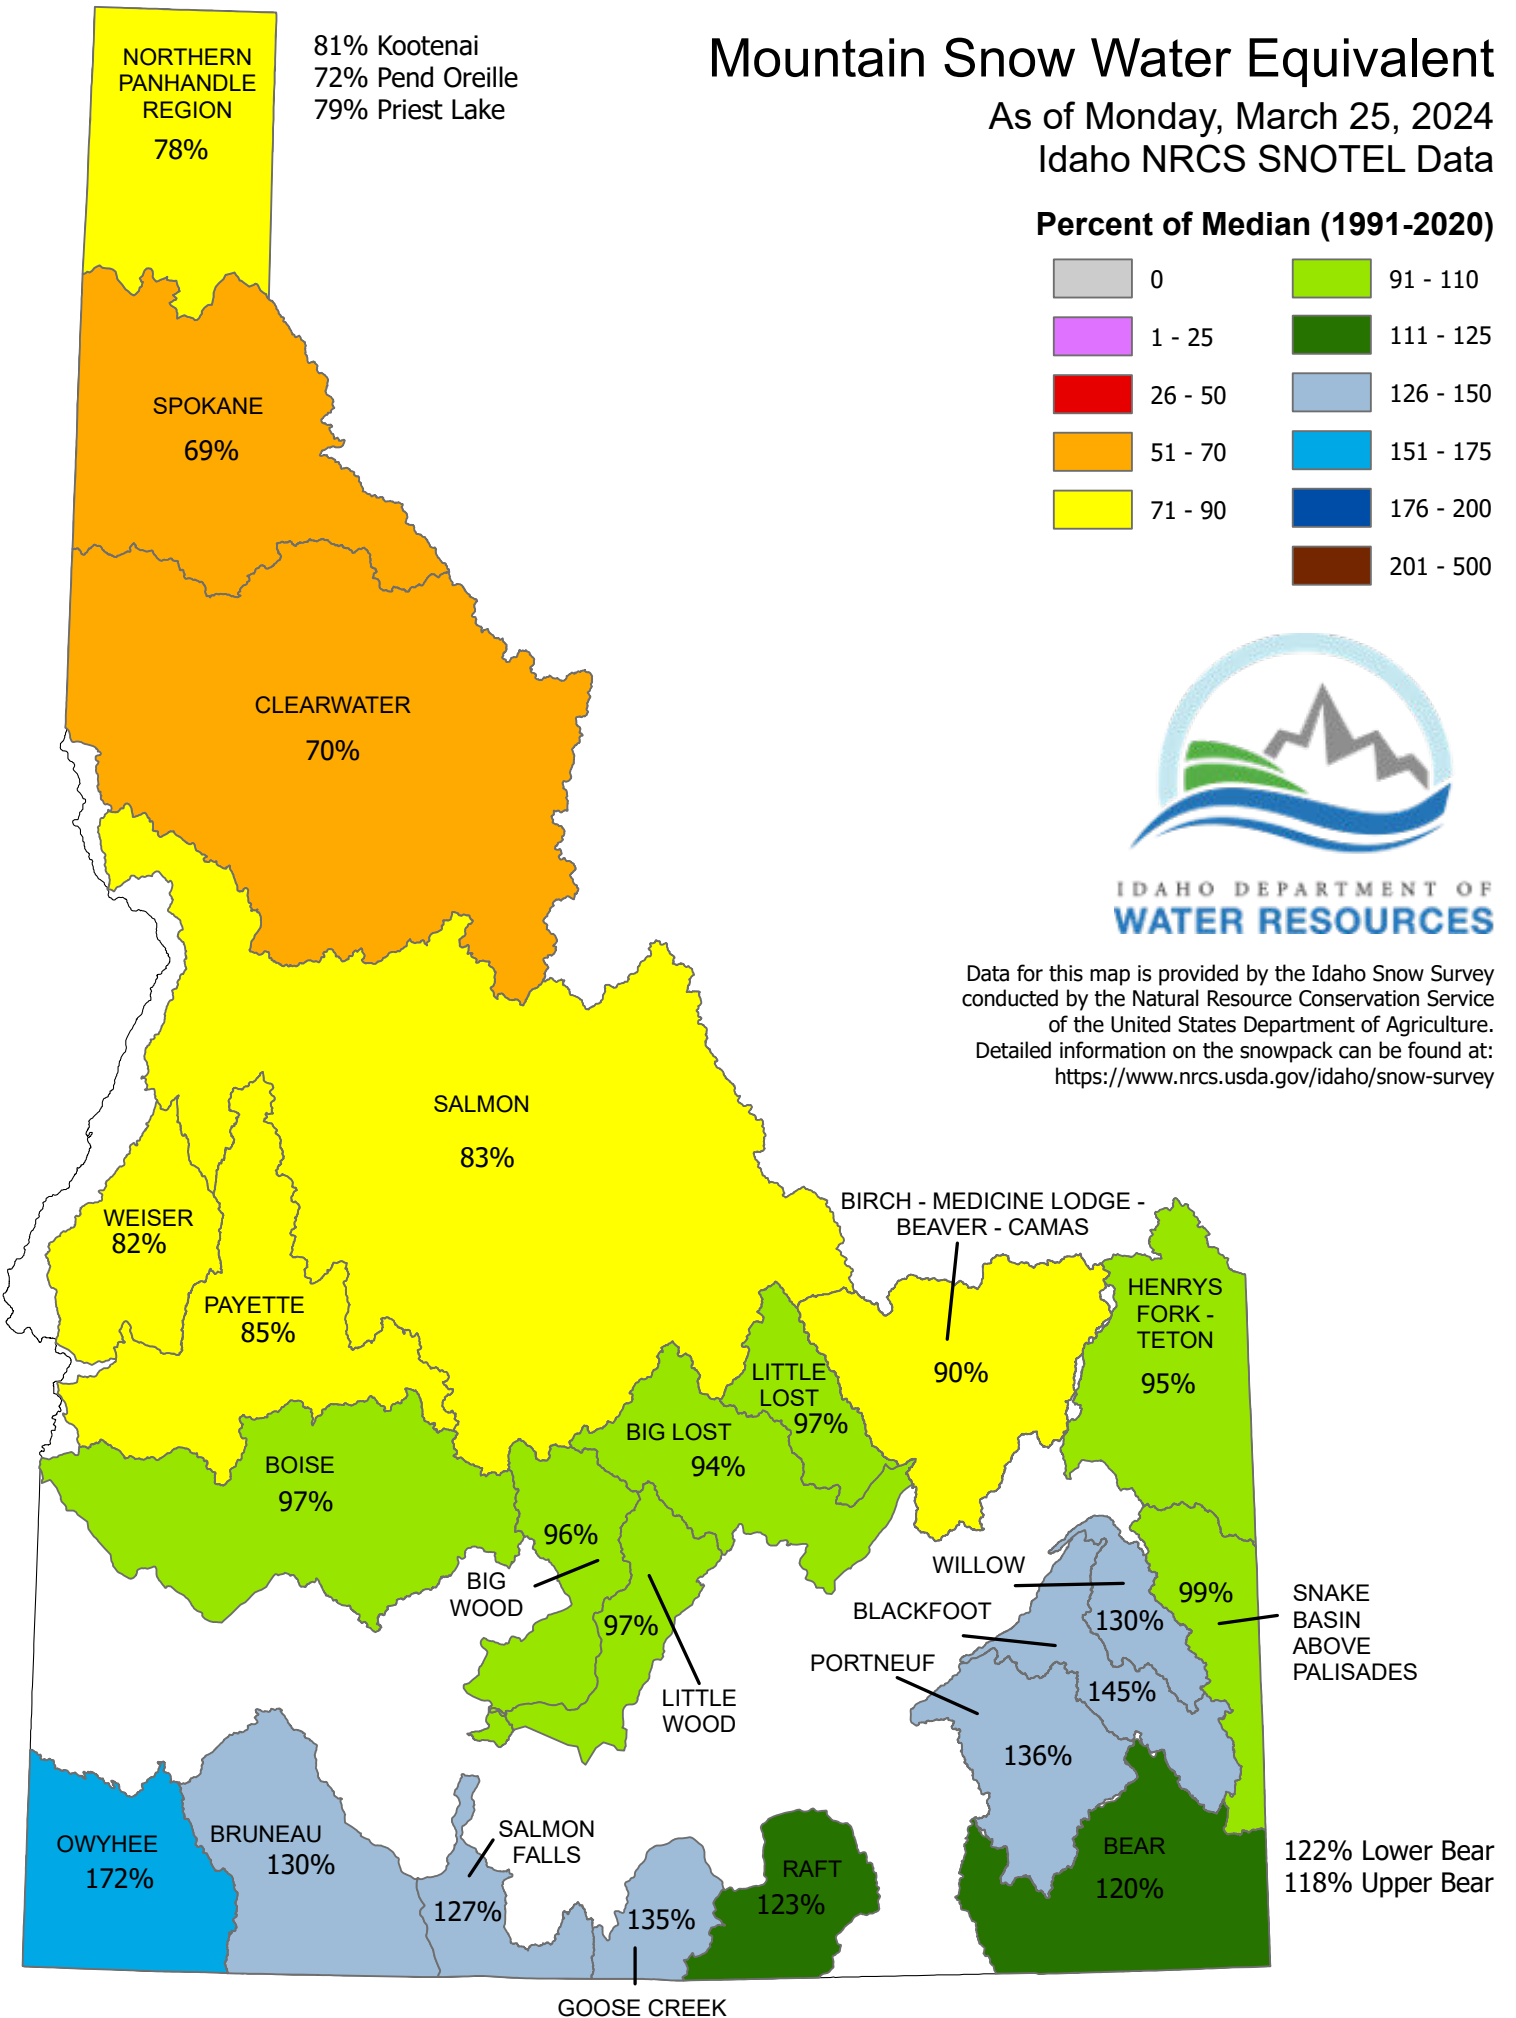 Mountain Snow Water Equivalent
As of Monday, March 25, 2024
Idaho NRCS SNOTEL Data
Percent of Median (1991-2020)
0
1 - 25
26 - 50
51 - 70
71 - 90
91 - 110
111 - 125
126 - 150
151 - 175
176 - 200
201 - 500
IDAHO DEPARTMENT OF
WATER RESOURCES
Data for this map is provided by the Idaho Snow Survey
conducted by the Natural Resource Conservation Service
of the United States Department of Agriculture.
Detailed information on the snowpack can be found at:
https://www.nrcs.usda.gov/idaho/snow-survey
NORTHERN
PANHANDLE
REGION
78%
81% Kootenai
72% Pend Oreille
79% Priest Lake
SPOKANE
69%
CLEARWATER
70%
SALMON
83%
WEISER
82%
PAYETTE
85%
BIRCH - MEDICINE LODGE -
BEAVER - CAMAS
90%
HENRYS
FORK -
TETON
95%
LITTLE
LOST
97%
BIG LOST
94%
BOISE
97%
96%
BIG
WOOD
97%
LITTLE
WOOD
WILLOW
130%
BLACKFOOT
145%
PORTNEUF
136%
99%
SNAKE
BASIN
ABOVE
PALISADES
OWYHEE
172%
BRUNEAU
130%
SALMON
FALLS
127%
135%
GOOSE CREEK
RAFT
123%
BEAR
120%
122% Lower Bear
118% Upper Bear